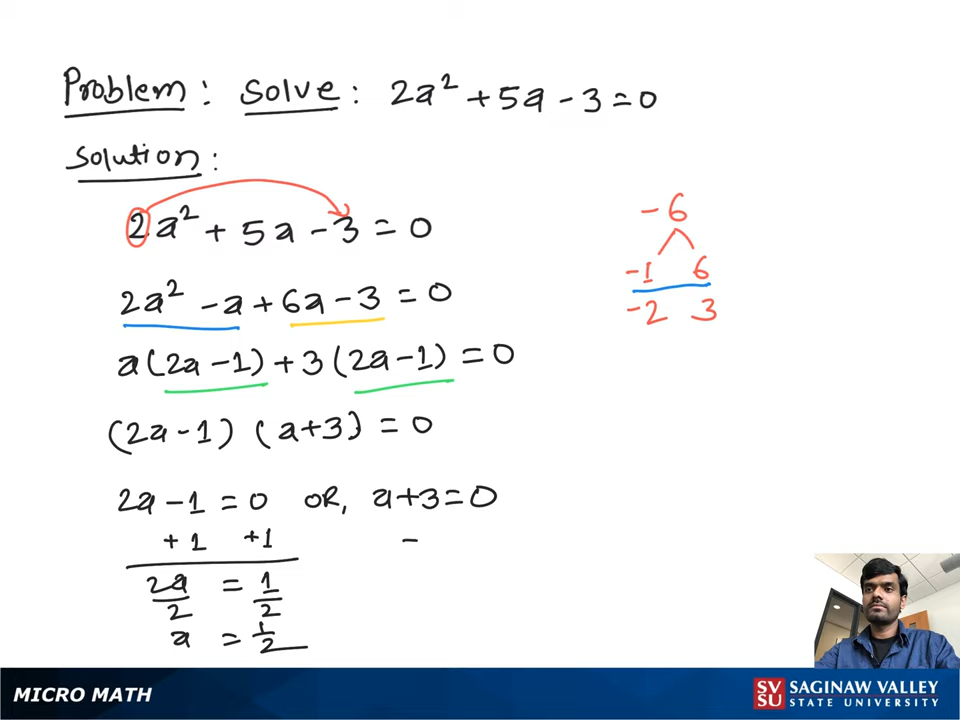 Problem: Solve: 2a² + 5a - 3 = 0
Solution:
2a² + 5a - 3 = 0
2a² - a + 6a - 3 = 0
a(2a-1) + 3(2a-1) = 0
(2a-1) (a+3) = 0
2a - 1 = 0 OR, a+3=0
+1 +1 -
2a/2 = 1/2
a = 1/2
-6
-1 6
-2 3
MICRO MATH
SVSU SAGINAW VALLEY
STATE UNIVERSITY